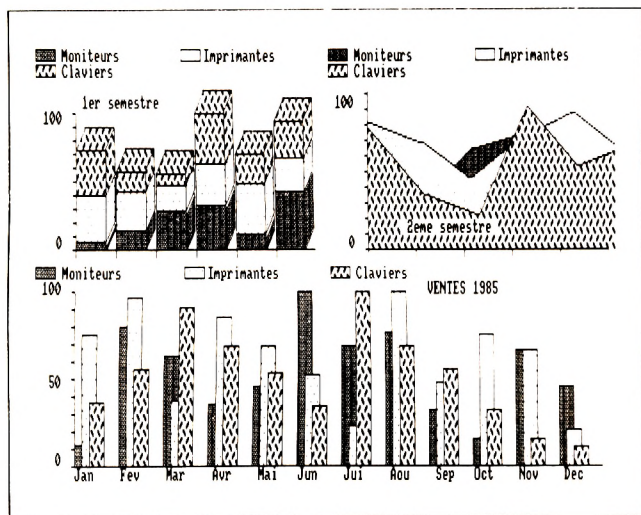 Moniteurs Imprimantes
Claviers
1er semestre
100
0
Moniteurs Imprimantes
Claviers
100
0
2eme semestre
Moniteurs Imprimantes Claviers
VENTES 1985
100
50
0
Jan Fev Mar Avr Mai Jun Jui Aou Sep Oct Nov Dec